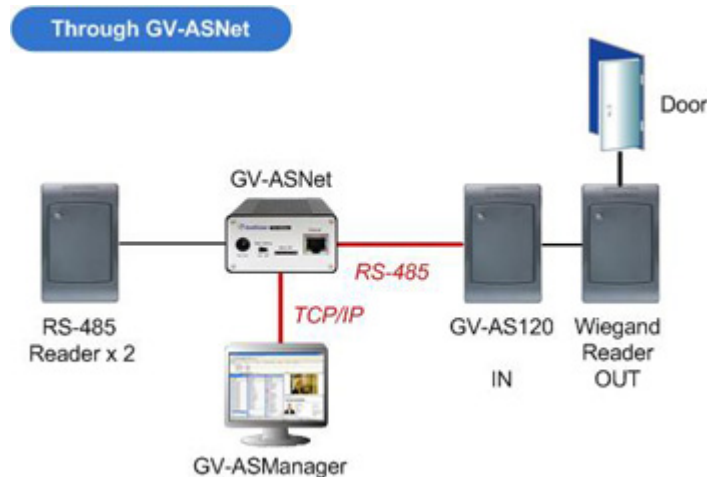 Through GV-ASNet
Door
GV-ASNet
RS-485
TCP/IP
RS-485
Reader x 2
GV-AS120
IN
Wiegand
Reader
OUT
GV-ASManager